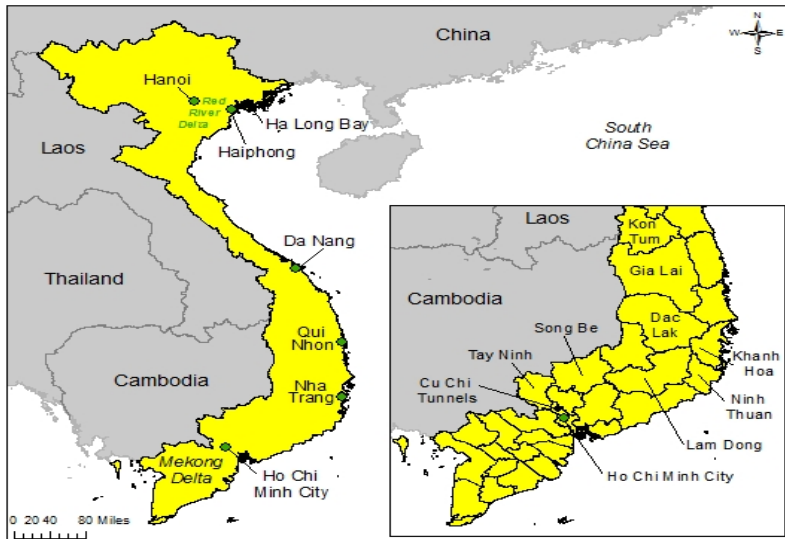 China
N
W E
S
Hanoi
Red
River
Delta
Ha Long Bay
Haiphong
Laos
South
China Sea
Da Nang
Thailand
Qui
Nhon
Cambodia
Nha
Trang
Mekong
Delta
Ho Chi
Minh City
0 20 40 80 Miles
Laos
Kon
Tum
Gia Lai
Cambodia
Dac
Lak
Song Be
Tay Ninh
Khanh
Hoa
Cu Chi
Tunnels
Ninh
Thuan
Lam Dong
Ho Chi Minh City